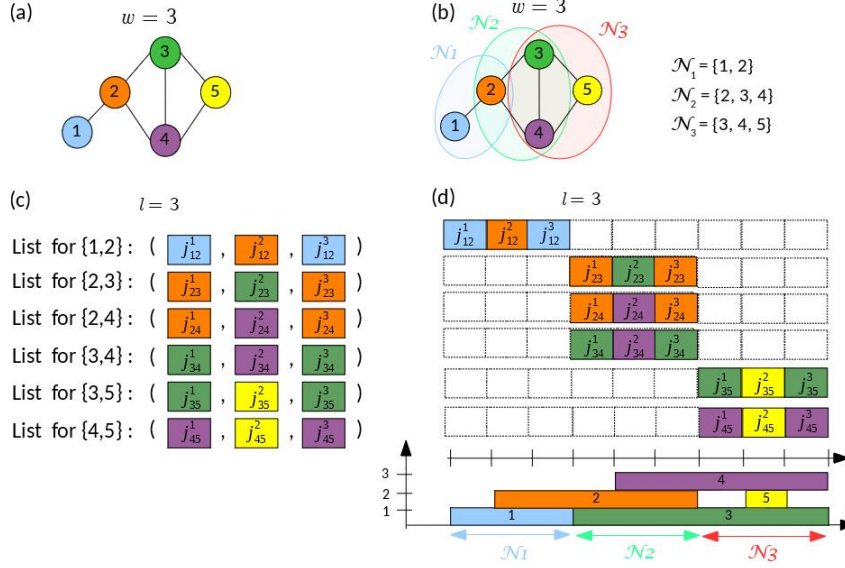 (a)
w = 3
3
2
5
1
4
(b)
w = 3
𝒩1
𝒩2
𝒩3
3
2
5
1
4
𝒩₁ = {1, 2}
𝒩₂ = {2, 3, 4}
𝒩₃ = {3, 4, 5}
(c)
l = 3
List for {1,2} : ( j¹₁₂ , j²₁₂ , j³₁₂ )
List for {2,3} : ( j¹₂₃ , j²₂₃ , j³₂₃ )
List for {2,4} : ( j¹₂₄ , j²₂₄ , j³₂₄ )
List for {3,4} : ( j¹₃₄ , j²₃₄ , j³₃₄ )
List for {3,5} : ( j¹₃₅ , j²₃₅ , j³₃₅ )
List for {4,5} : ( j¹₄₅ , j²₄₅ , j³₄₅ )
(d)
l = 3
j¹₁₂ j²₁₂ j³₁₂
j¹₂₃ j²₂₃ j³₂₃
j¹₂₄ j²₂₄ j³₂₄
j¹₃₄ j²₃₄ j³₃₄
j¹₃₅ j²₃₅ j³₃₅
j¹₄₅ j²₄₅ j³₄₅
3 4
2 2 5
1 1 3
𝒩1 𝒩2 𝒩3